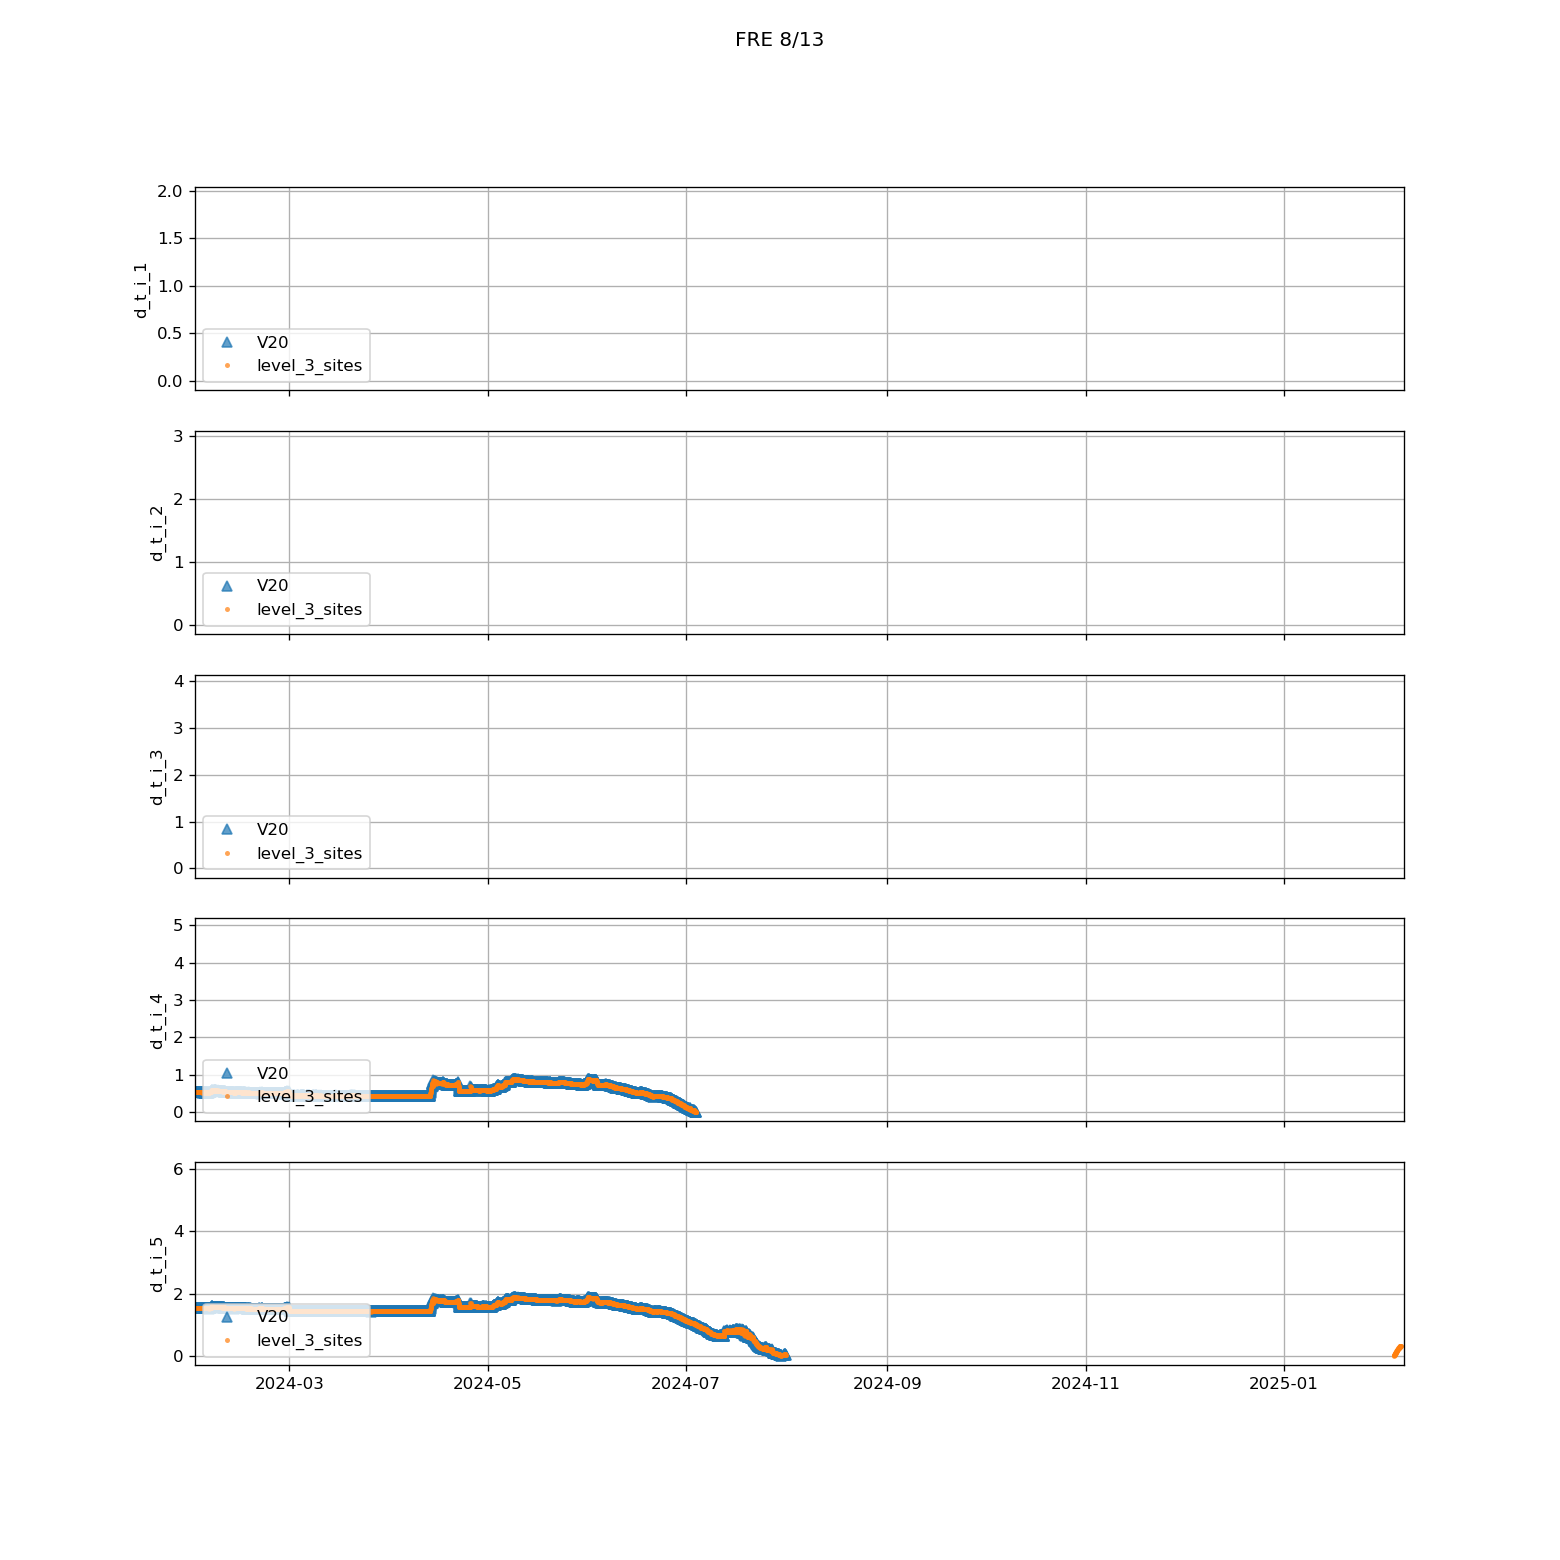 FRE 8/13
2.0
1.5
1.0
0.5
0.0
d_t_i_1
V20
level_3_sites
3
2
1
0
d_t_i_2
V20
level_3_sites
4
3
2
1
0
d_t_i_3
V20
level_3_sites
5
4
3
2
1
0
d_t_i_4
V20
level_3_sites
6
4
2
0
d_t_i_5
V20
level_3_sites
2024-03 2024-05 2024-07 2024-09 2024-11 2025-01